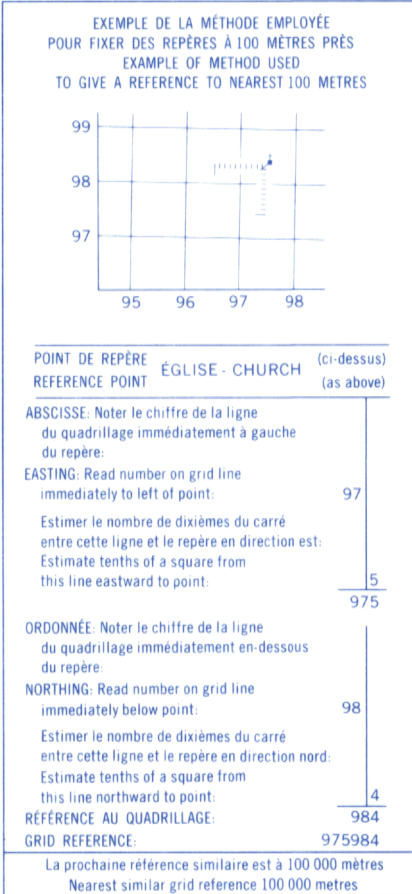 EXEMPLE DE LA MÉTHODE EMPLOYÉE
POUR FIXER DES REPÈRES À 100 MÈTRES PRÈS
EXAMPLE OF METHOD USED
TO GIVE A REFERENCE TO NEAREST 100 METRES
99
98
97
95 96 97 98
POINT DE REPÈRE
REFERENCE POINT
ÉGLISE - CHURCH
(ci-dessus)
(as above)
ABSCISSE: Noter le chiffre de la ligne
du quadrillage immédiatement à gauche
du repère:
EASTING: Read number on grid line
immediately to left of point: 97
Estimer le nombre de dixièmes du carré
entre cette ligne et le repère en direction est:
Estimate tenths of a square from
this line eastward to point: 5
975
ORDONNÉE: Noter le chiffre de la ligne
du quadrillage immédiatement en-dessous
du repère:
NORTHING: Read number on grid line
immediately below point: 98
Estimer le nombre de dixièmes du carré
entre cette ligne et le repère en direction nord:
Estimate tenths of a square from
this line northward to point: 4
RÉFÉRENCE AU QUADRILLAGE: 984
GRID REFERENCE: 975984
La prochaine référence similaire est à 100 000 mètres
Nearest similar grid reference 100 000 metres